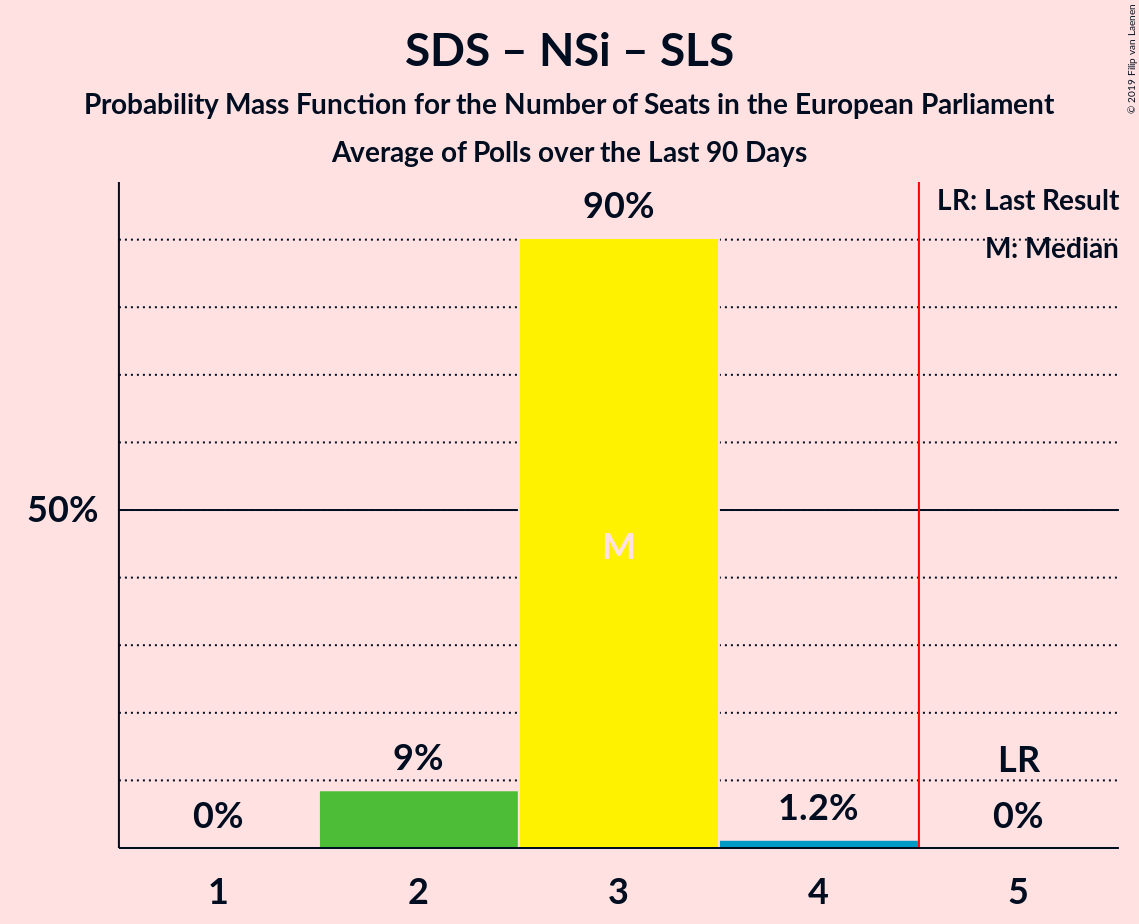 SDS – NSi – SLS
Probability Mass Function for the Number of Seats in the European Parliament
Average of Polls over the Last 90 Days
© 2019 Filip van Laenen
LR: Last Result
M: Median
90%
50%
M
9%
LR
0%
1.2%
0%
1 2 3 4 5